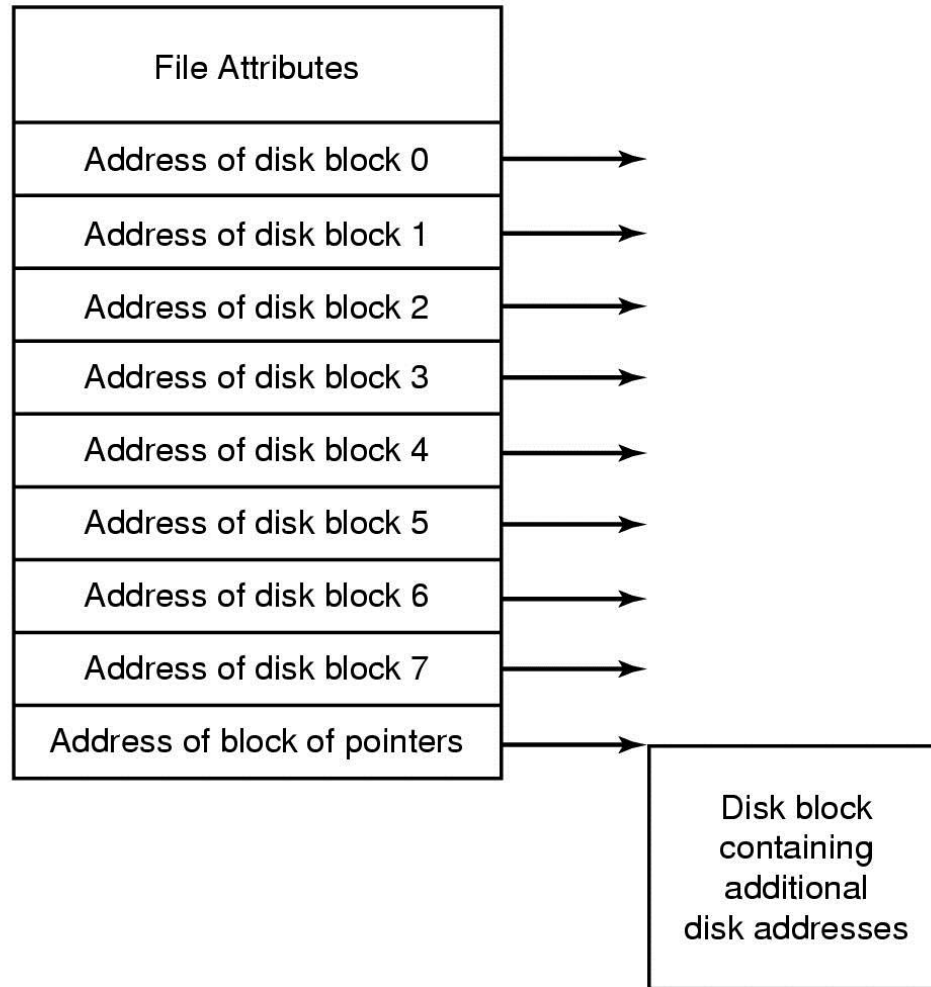 File Attributes
Address of disk block 0
Address of disk block 1
Address of disk block 2
Address of disk block 3
Address of disk block 4
Address of disk block 5
Address of disk block 6
Address of disk block 7
Address of block of pointers
Disk block
containing
additional
disk addresses